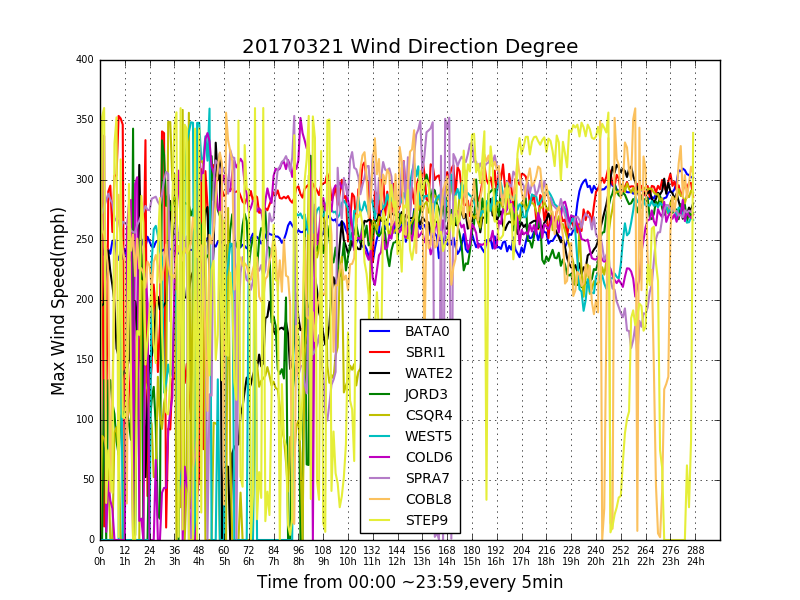 20170321 Wind Direction Degree
Max Wind Speed(mph)
400
350
300
250
200
150
100
50
0
BATA0
SBRI1
WATE2
JORD3
CSQR4
WEST5
COLD6
SPRA7
COBL8
STEP9
0 12 24 36 48 60 72 84 96 108 120 132 144 156 168 180 192 204 216 228 240 252 264 276 288
0h 1h 2h 3h 4h 5h 6h 7h 8h 9h 10h 11h 12h 13h 14h 15h 16h 17h 18h 19h 20h 21h 22h 23h 24h
Time from 00:00 ~23:59,every 5min